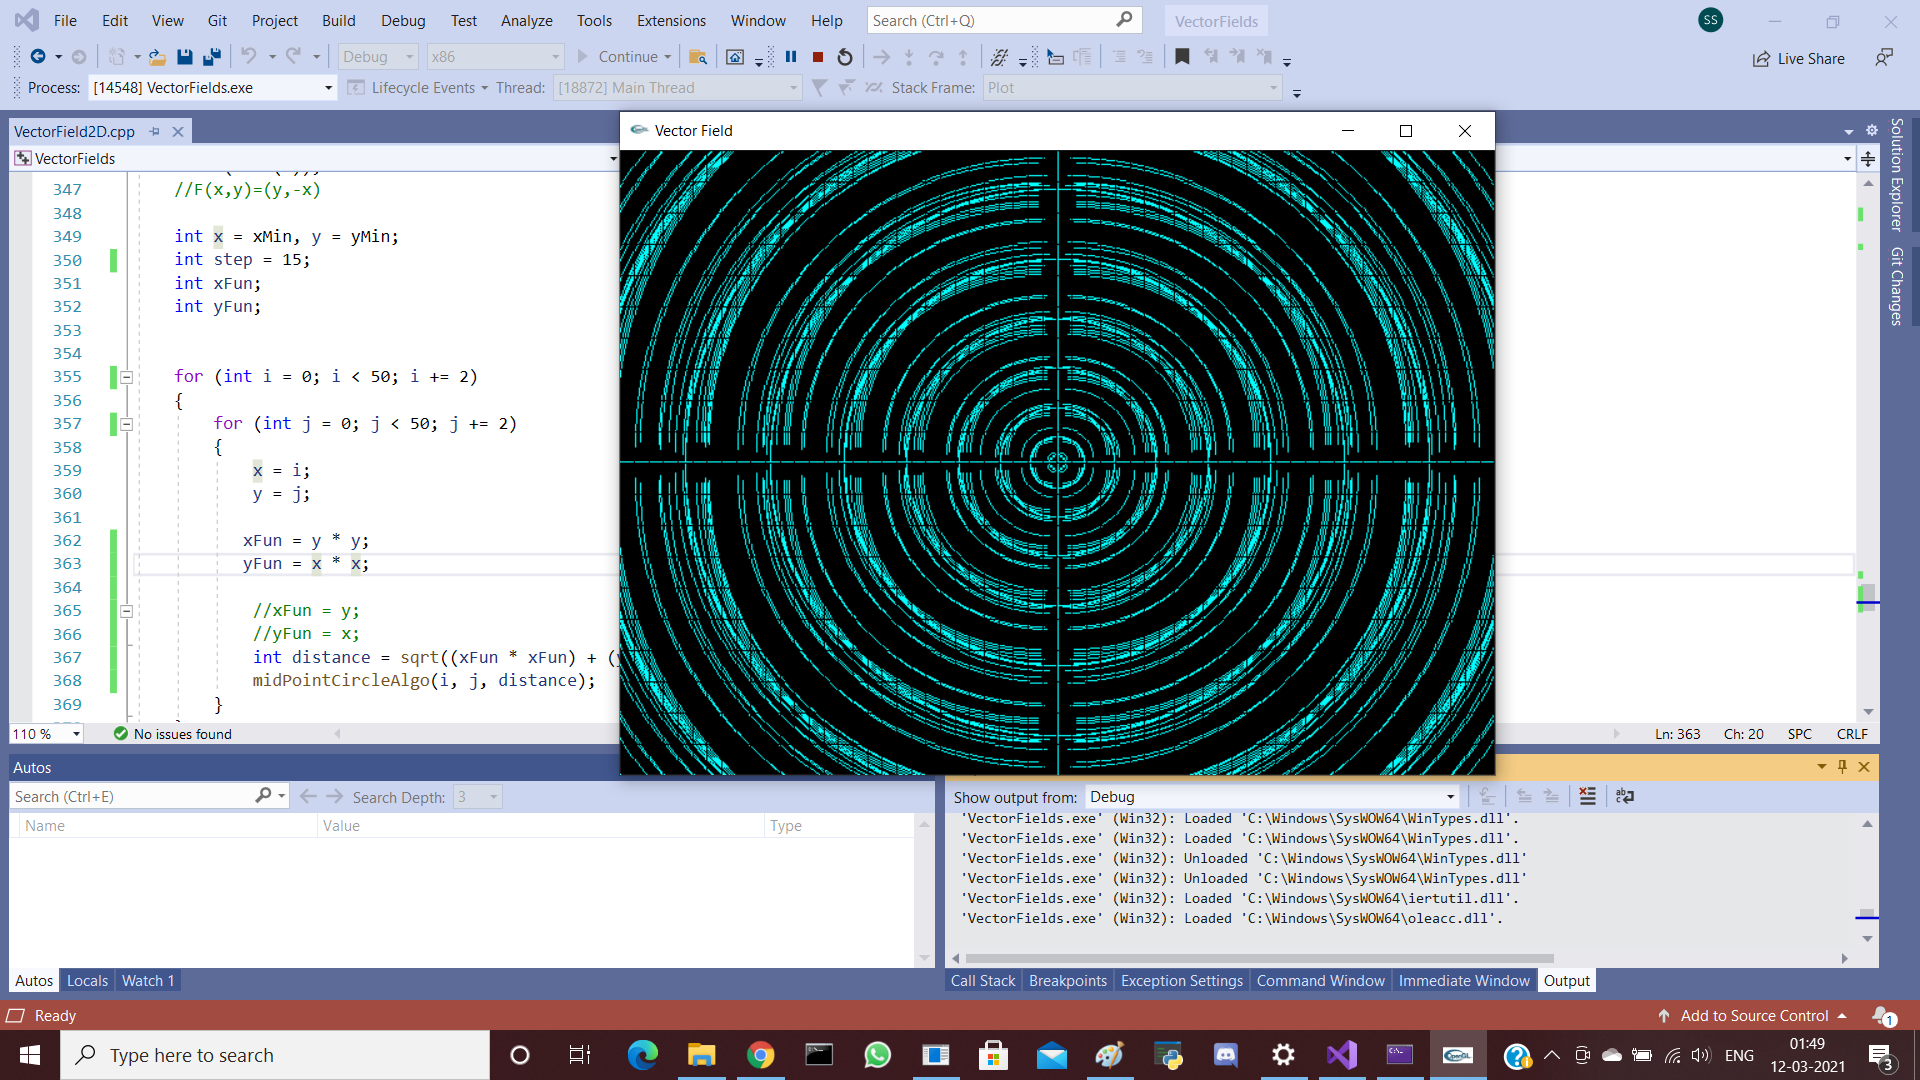 File Edit View Git Project Build Debug Test Analyze Tools Extensions Window Help Search (Ctrl+Q) VectorFields SS
Debug x86 Continue Live Share
Process: [14548] VectorFields.exe Lifecycle Events Thread: [18872] Main Thread Stack Frame: Plot
VectorField2D.cpp
VectorFields
Vector Field
347 //F(x,y)=(y,-x)
348
349 int x = xMin, y = yMin;
350 int step = 15;
351 int xFun;
352 int yFun;
353
354
355 for (int i = 0; i < 50; i += 2)
356 {
357 for (int j = 0; j < 50; j += 2)
358 {
359 x = i;
360 y = j;
361
362 xFun = y * y;
363 yFun = x * x;
364
365 //xFun = y;
366 //yFun = x;
367 int distance = sqrt((xFun * xFun) + (
368 midPointCircleAlgo(i, j, distance);
369 }
110 % No issues found Ln: 363 Ch: 20 SPC CRLF
Solution Explorer
Git Changes
Autos
Search (Ctrl+E) Search Depth: 3
Name Value Type
Autos Locals Watch 1
Show output from: Debug
'VectorFields.exe' (Win32): Loaded 'C:\Windows\SysWOW64\WinTypes.dll'.
'VectorFields.exe' (Win32): Loaded 'C:\Windows\SysWOW64\WinTypes.dll'.
'VectorFields.exe' (Win32): Unloaded 'C:\Windows\SysWOW64\WinTypes.dll'
'VectorFields.exe' (Win32): Unloaded 'C:\Windows\SysWOW64\WinTypes.dll'
'VectorFields.exe' (Win32): Loaded 'C:\Windows\SysWOW64\iertutil.dll'.
'VectorFields.exe' (Win32): Loaded 'C:\Windows\SysWOW64\oleacc.dll'.
Call Stack Breakpoints Exception Settings Command Window Immediate Window Output
Ready Add to Source Control 1
Type here to search OpenGL ENG 01:49
12-03-2021 3